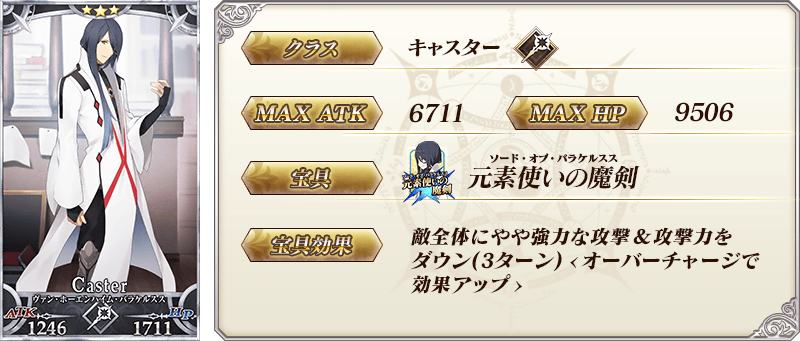 Caster
ヴァン・ホーエンハイム・パラケルスス
ATK HP
1246 1711
クラス キャスター
MAX ATK 6711 MAX HP 9506
ソード・オブ・パラケルスス
宝具 元素使いの魔剣
元素使いの
魔剣
宝具効果 敵全体にやや強力な攻撃&攻撃力を
ダウン(3ターン)<オーバーチャージで
効果アップ>